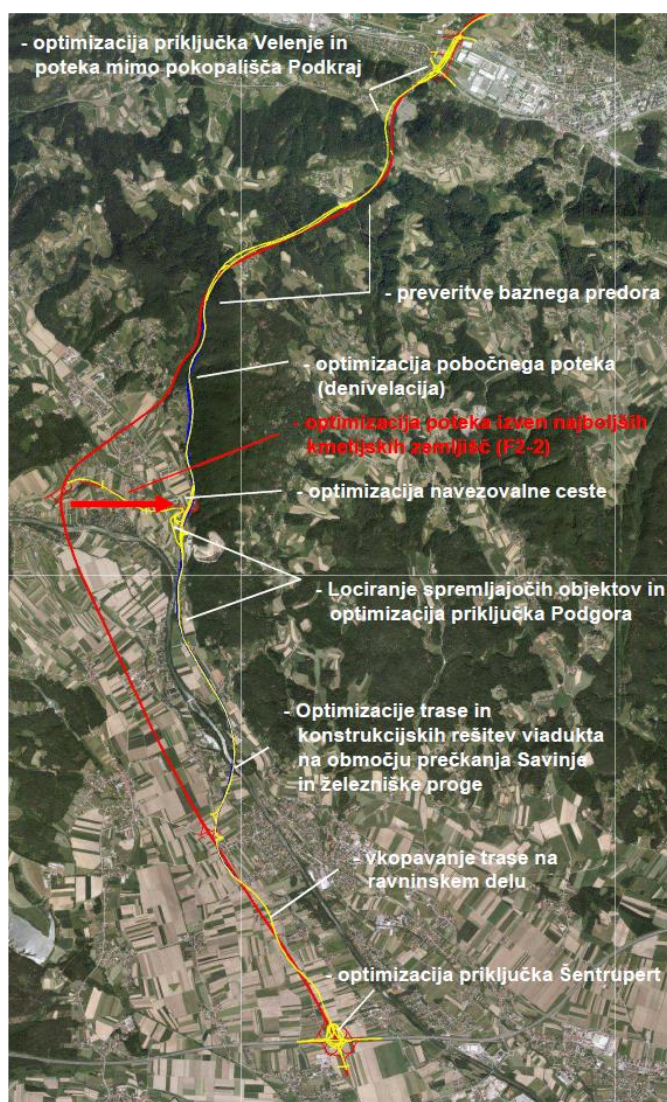 - optimizacija priključka Velenje in
poteka mimo pokopališča Podkraj
- preveritve baznega predora
- optimizacija pobočnega poteka
(denivelacija)
- optimizacija poteka izven najboljših
kmetijskih zemljišč (F2-2)
- optimizacija navezovalne ceste
- Lociranje spremljajočih objektov in
optimizacija priključka Podgora
- Optimizacije trase in
konstrukcijskih rešitev viadukta
na območju prečkanja Savinje
in železniške proge
- vkopavanje trase na
ravninskem delu
- optimizacija priključka Šentrupert